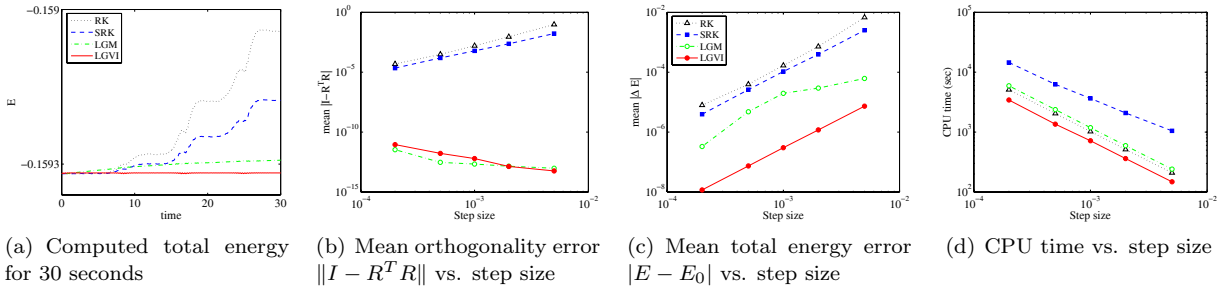 −0.159
−0.1593
E
0
10
20
30
time
RK
SRK
LGM
LGVI
(a) Computed total energy
for 30 seconds
10^0
10^−5
10^−10
10^−15
mean |I−R^T R|
10^−4
10^−3
10^−2
Step size
(b) Mean orthogonality error
‖I − R^T R‖ vs. step size
10^−2
10^−4
10^−6
10^−8
mean |Δ E|
10^−4
10^−3
10^−2
Step size
RK
SRK
LGM
LGVI
(c) Mean total energy error
|E − E_0| vs. step size
10^5
10^4
10^3
10^2
CPU time (sec)
10^−4
10^−3
10^−2
Step size
(d) CPU time vs. step size